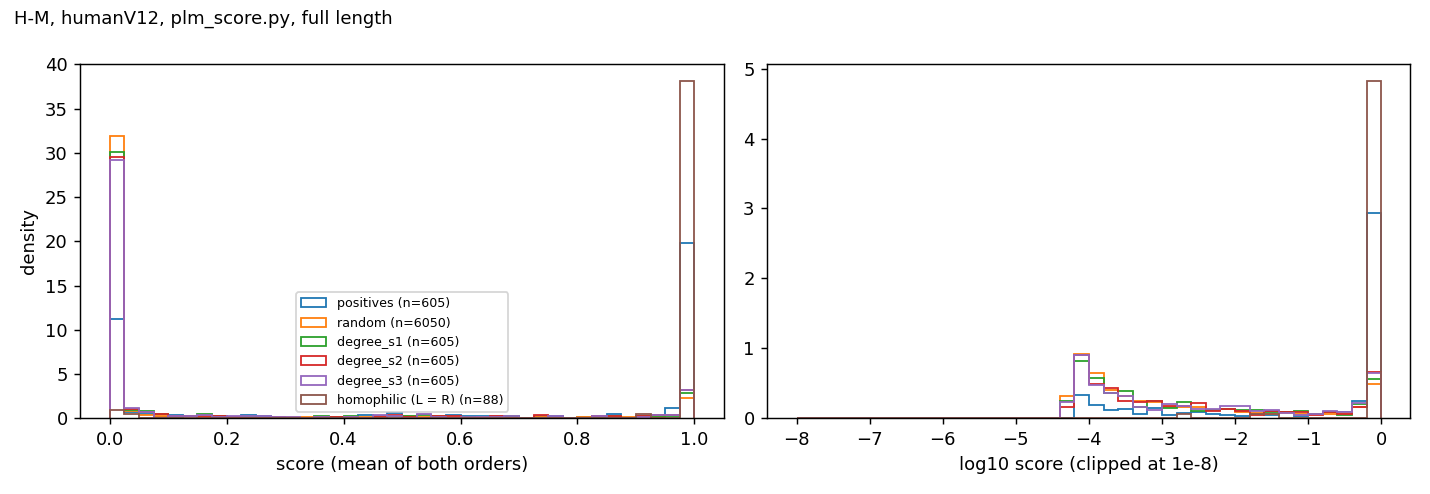 H-M, humanV12, plm_score.py, full length
density
40
35
30
25
20
15
10
5
0
0.0 0.2 0.4 0.6 0.8 1.0
score (mean of both orders)
positives (n=605)
random (n=6050)
degree_s1 (n=605)
degree_s2 (n=605)
degree_s3 (n=605)
homophilic (L = R) (n=88)
5
4
3
2
1
0
−8 −7 −6 −5 −4 −3 −2 −1 0
log10 score (clipped at 1e-8)